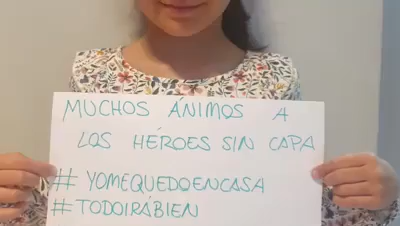 MUCHOS ÁNIMOS A
LOS HÉROES SIN CAPA
# YOMEQUEDOENCASA
# TODOIRÁBIEN